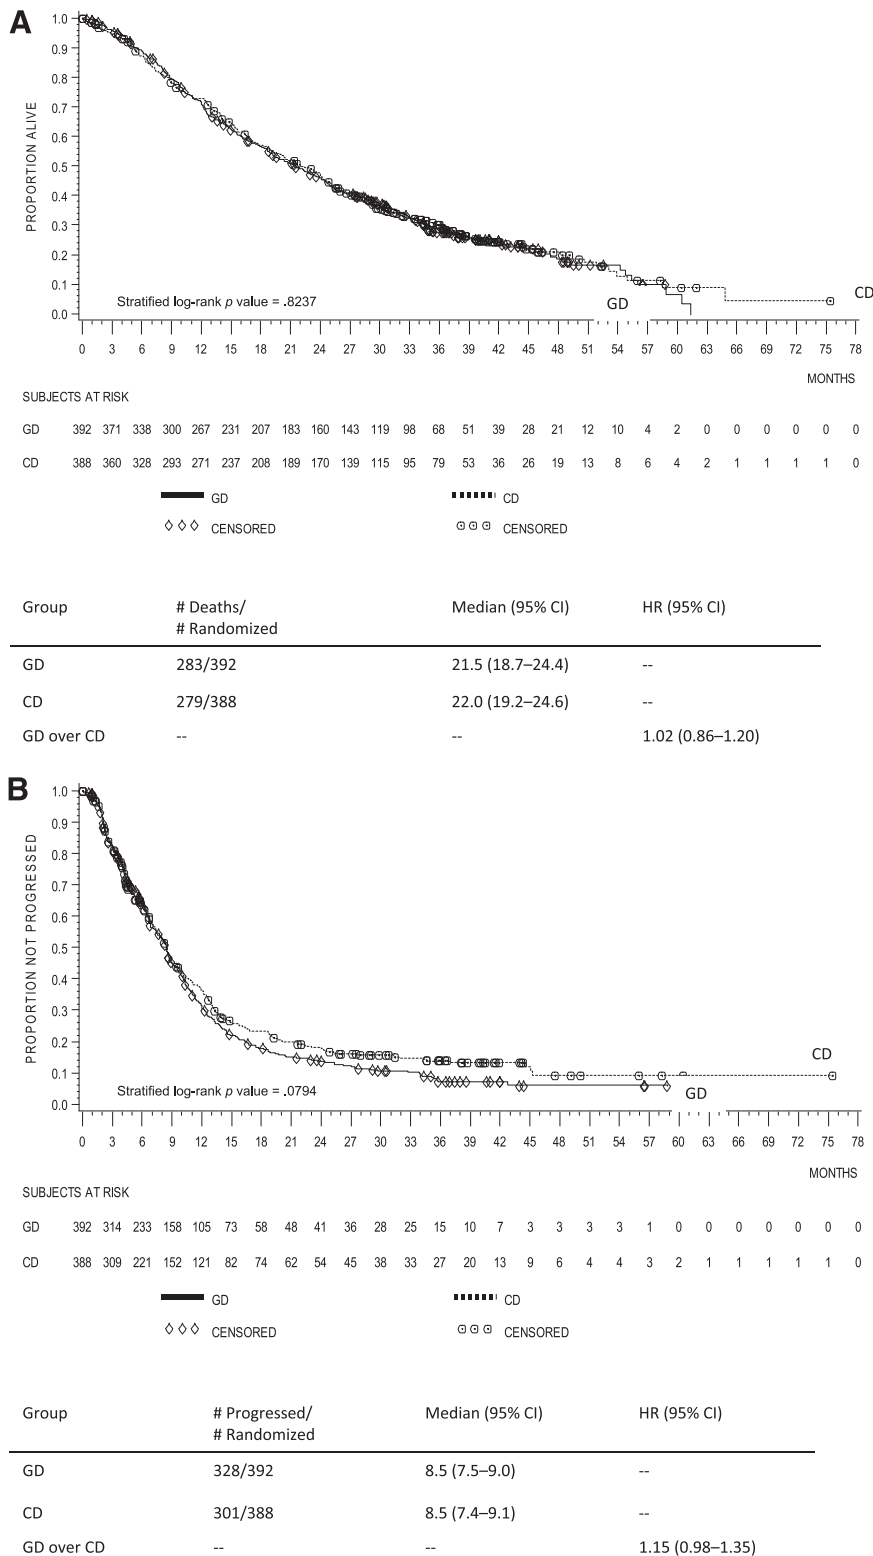 A
PROPORTION ALIVE
1.0
0.9
0.8
0.7
0.6
0.5
0.4
0.3
0.2
0.1
0.0
Stratified log-rank p value = .8237
GD
CD
0 3 6 9 12 15 18 21 24 27 30 33 36 39 42 45 48 51 54 57 60 63 66 69 72 75 78
MONTHS
SUBJECTS AT RISK
GD 392 371 338 300 267 231 207 183 160 143 119 98 68 51 39 28 21 12 10 4 2 0 0 0 0 0 0
CD 388 360 328 293 271 237 208 189 170 139 115 95 79 53 36 26 19 13 8 6 4 2 1 1 1 1 0
GD CD
CENSORED CENSORED
Group # Deaths/ Median (95% CI) HR (95% CI)
# Randomized
GD 283/392 21.5 (18.7–24.4) --
CD 279/388 22.0 (19.2–24.6) --
GD over CD -- -- 1.02 (0.86–1.20)
B
PROPORTION NOT PROGRESSED
1.0
0.9
0.8
0.7
0.6
0.5
0.4
0.3
0.2
0.1
0.0
Stratified log-rank p value = .0794
CD
GD
0 3 6 9 12 15 18 21 24 27 30 33 36 39 42 45 48 51 54 57 60 63 66 69 72 75 78
MONTHS
SUBJECTS AT RISK
GD 392 314 233 158 105 73 58 48 41 36 28 25 15 10 7 3 3 3 3 1 0 0 0 0 0 0 0
CD 388 309 221 152 121 82 74 62 54 45 38 33 27 20 13 9 6 4 4 3 2 1 1 1 1 1 0
GD CD
CENSORED CENSORED
Group # Progressed/ Median (95% CI) HR (95% CI)
# Randomized
GD 328/392 8.5 (7.5–9.0) --
CD 301/388 8.5 (7.4–9.1) --
GD over CD -- -- 1.15 (0.98–1.35)